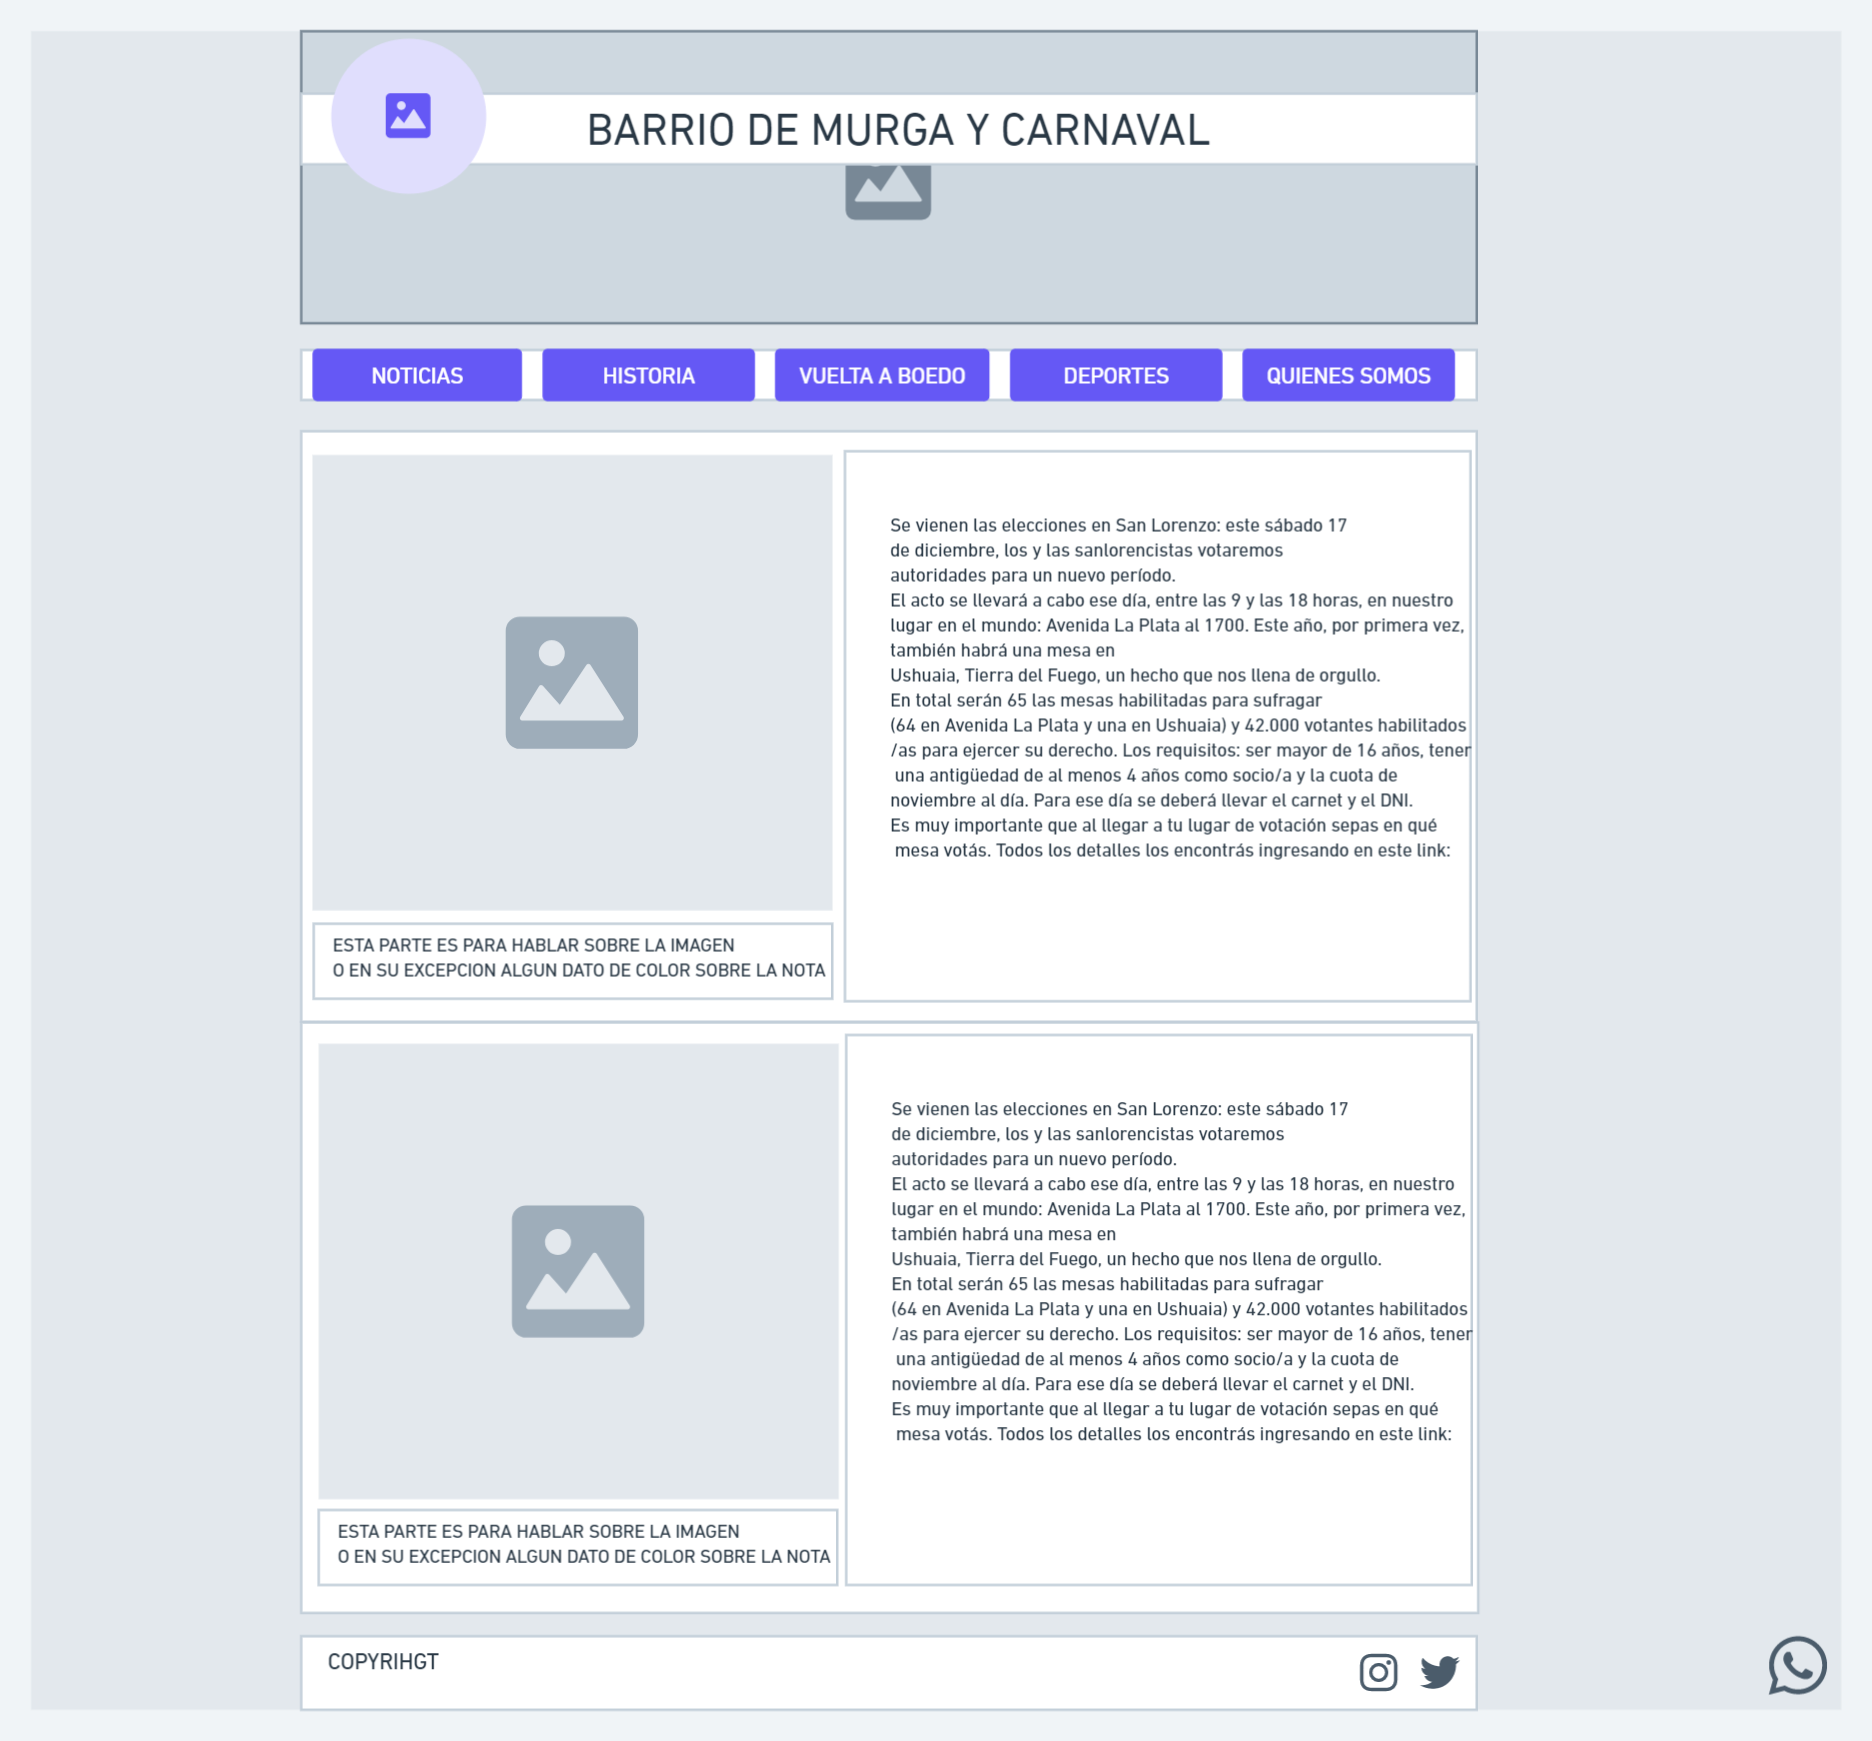 BARRIO DE MURGA Y CARNAVAL
NOTICIAS
HISTORIA
VUELTA A BOEDO
DEPORTES
QUIENES SOMOS
Se vienen las elecciones en San Lorenzo: este sábado 17
de diciembre, los y las sanlorencistas votaremos
autoridades para un nuevo período.
El acto se llevará a cabo ese día, entre las 9 y las 18 horas, en nuestro
lugar en el mundo: Avenida La Plata al 1700. Este año, por primera vez,
también habrá una mesa en
Ushuaia, Tierra del Fuego, un hecho que nos llena de orgullo.
En total serán 65 las mesas habilitadas para sufragar
(64 en Avenida La Plata y una en Ushuaia) y 42.000 votantes habilitados
/as para ejercer su derecho. Los requisitos: ser mayor de 16 años, tener
una antigüedad de al menos 4 años como socio/a y la cuota de
noviembre al día. Para ese día se deberá llevar el carnet y el DNI.
Es muy importante que al llegar a tu lugar de votación sepas en qué
mesa votás. Todos los detalles los encontrás ingresando en este link:
ESTA PARTE ES PARA HABLAR SOBRE LA IMAGEN
O EN SU EXCEPCION ALGUN DATO DE COLOR SOBRE LA NOTA
Se vienen las elecciones en San Lorenzo: este sábado 17
de diciembre, los y las sanlorencistas votaremos
autoridades para un nuevo período.
El acto se llevará a cabo ese día, entre las 9 y las 18 horas, en nuestro
lugar en el mundo: Avenida La Plata al 1700. Este año, por primera vez,
también habrá una mesa en
Ushuaia, Tierra del Fuego, un hecho que nos llena de orgullo.
En total serán 65 las mesas habilitadas para sufragar
(64 en Avenida La Plata y una en Ushuaia) y 42.000 votantes habilitados
/as para ejercer su derecho. Los requisitos: ser mayor de 16 años, tener
una antigüedad de al menos 4 años como socio/a y la cuota de
noviembre al día. Para ese día se deberá llevar el carnet y el DNI.
Es muy importante que al llegar a tu lugar de votación sepas en qué
mesa votás. Todos los detalles los encontrás ingresando en este link:
ESTA PARTE ES PARA HABLAR SOBRE LA IMAGEN
O EN SU EXCEPCION ALGUN DATO DE COLOR SOBRE LA NOTA
COPYRIHGT